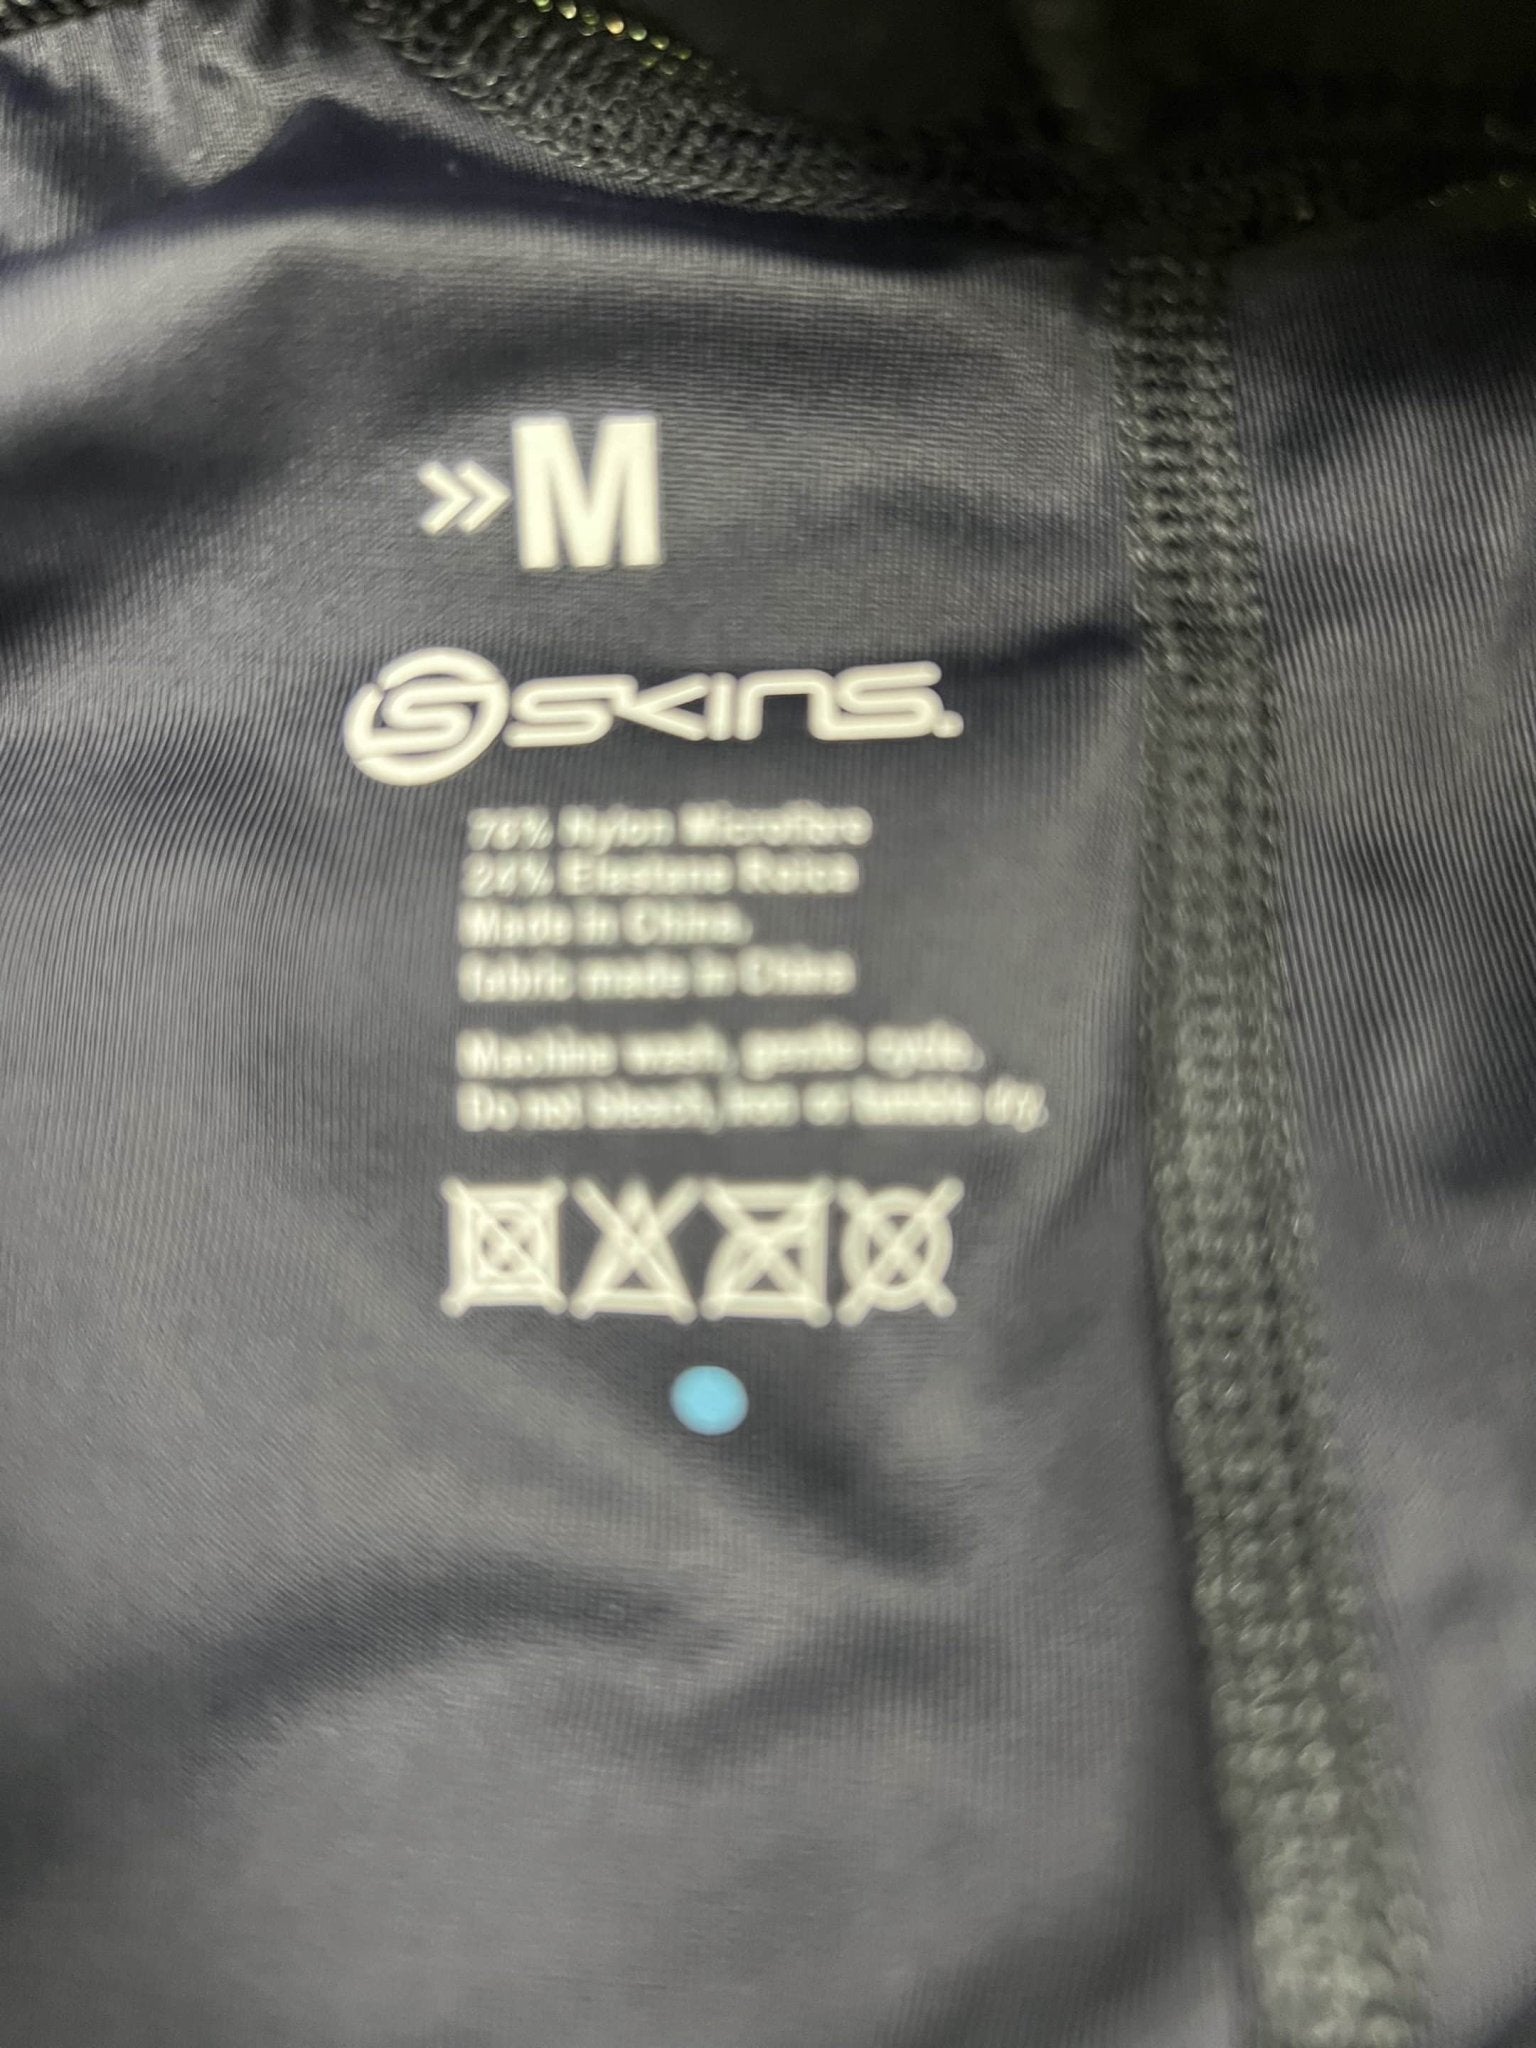 »M
SKINS.
76% Nylon Microfibre
24% Elastane Roica
Made in China.
fabric made in China
Machine wash, gentle cycle.
Do not bleach, iron or tumble dry.